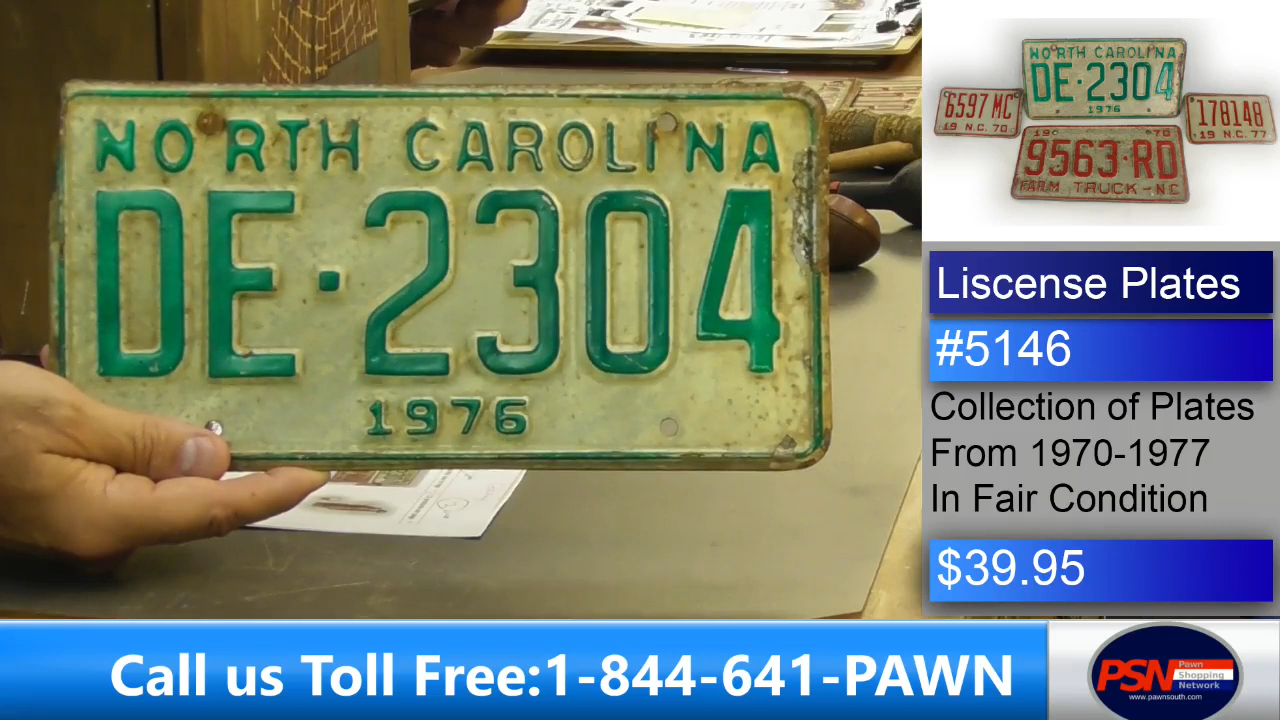 NORTH CAROLINA
DE·2304
1976
NORTH CAROLINA
DE·2304
1976
6597 MC
19 N.C. 70
178148
19 N.C. 77
19 70
9563·RD
FARM TRUCK-NC
Liscense Plates
#5146
Collection of Plates
From 1970-1977
In Fair Condition
$39.95
Call us Toll Free:1-844-641-PAWN
PSN Pawn
Shopping
Network
www.pawnsouth.com